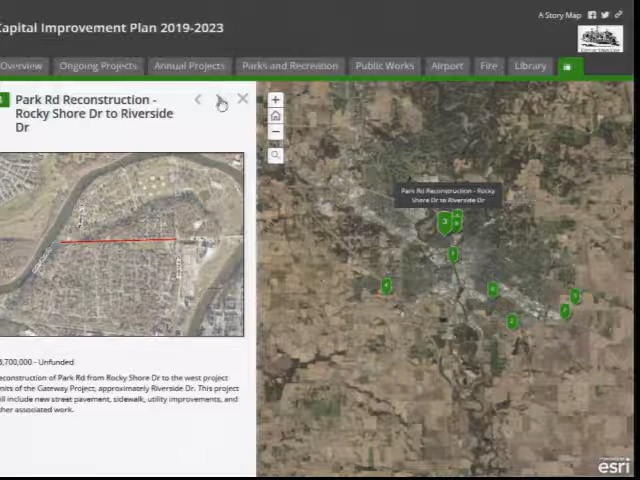 Capital Improvement Plan 2019-2023
A Story Map
Overview
Ongoing Projects
Annual Projects
Parks and Recreation
Public Works
Airport
Fire
Library
Park Rd Reconstruction -
Rocky Shore Dr to Riverside
Dr
Park Rd Reconstruction - Rocky
Shore Dr to Riverside Dr
3
,700,000 - Unfunded
econstruction of Park Rd from Rocky Shore Dr to the west project
mits of the Gateway Project, approximately Riverside Dr. This project
ill include new street pavement, sidewalk, utility improvements, and
ther associated work.
esri